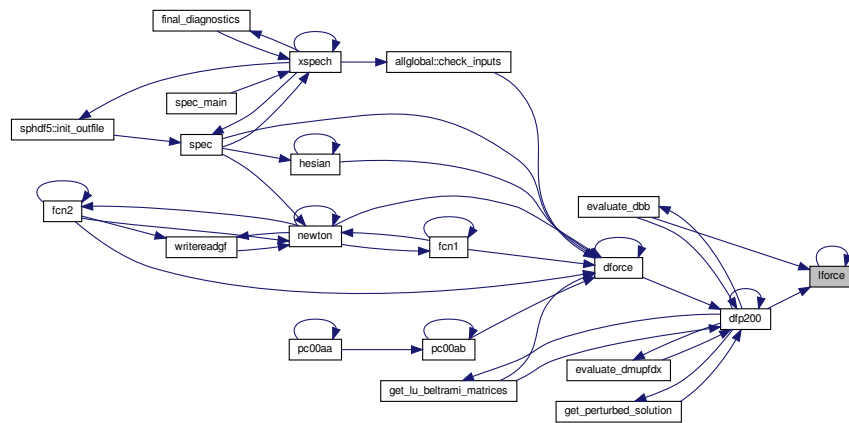 final_diagnostics
xspech
allglobal::check_inputs
spec_main
sphdf5::init_outfile
spec
hesian
evaluate_dbb
fcn2
newton
writereadgf
fcn1
dforce
lforce
dfp200
pc00aa
pc00ab
evaluate_dmupfdx
get_lu_beltrami_matrices
get_perturbed_solution